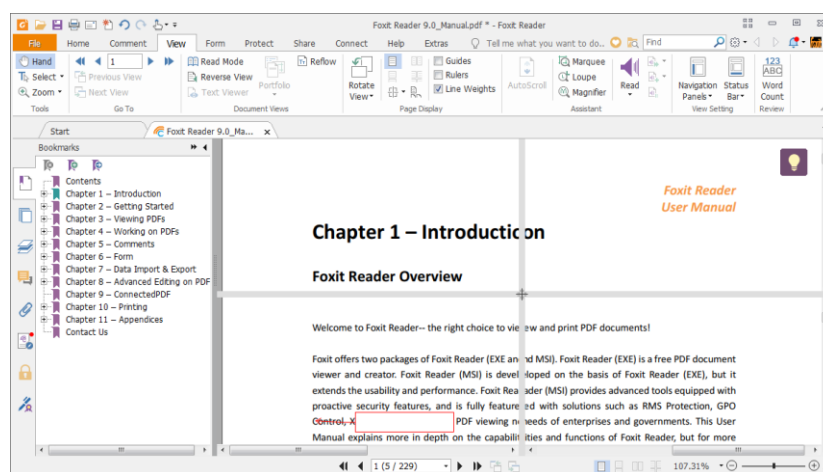 Foxit Reader 9.0_Manual.pdf * - Foxit Reader
File Home Comment View Form Protect Share Connect Help Extras Tell me what you want to do.. Find
Hand 1 Read Mode Reflow Guides Marquee 123
Select Previous View Reverse View Portfolio Rotate View Rulers AutoScroll Loupe Read Navigation Panels Status Bar ABC Word Count
Zoom Next View Text Viewer Line Weights Magnifier
Tools Go To Document Views Page Display Assistant View Setting Review
Start Foxit Reader 9.0_Ma... x
Bookmarks
Contents
Chapter 1 – Introduction
Chapter 2 – Getting Started
Chapter 3 – Viewing PDFs
Chapter 4 – Working on PDFs
Chapter 5 – Comments
Chapter 6 – Form
Chapter 7 – Data Import & Export
Chapter 8 – Advanced Editing on PDF
Chapter 9 – ConnectedPDF
Chapter 10 – Printing
Chapter 11 – Appendices
Contact Us
Foxit Reader
User Manual
Chapter 1 – Introduction on
Foxit Reader Overview
Welcome to Foxit Reader– the right choice to view ew and print PDF documents!
Foxit offers two packages of Foxit Reader (EXE an nd MSI). Foxit Reader (EXE) is a free PDF document
viewer and creator. Foxit Reader (MSI) is devel eloped on the basis of Foxit Reader (EXE), but it
extends the usability and performance. Foxit Rea ader (MSI) provides advanced tools equipped with
proactive security features, and is fully feature ed with solutions such as RMS Protection, GPO
Control, X PDF viewing n needs of enterprises and governments. This User
Manual explains more in depth on the capabilit ities and functions of Foxit Reader, but for more
1 (5 / 229) 107.31%